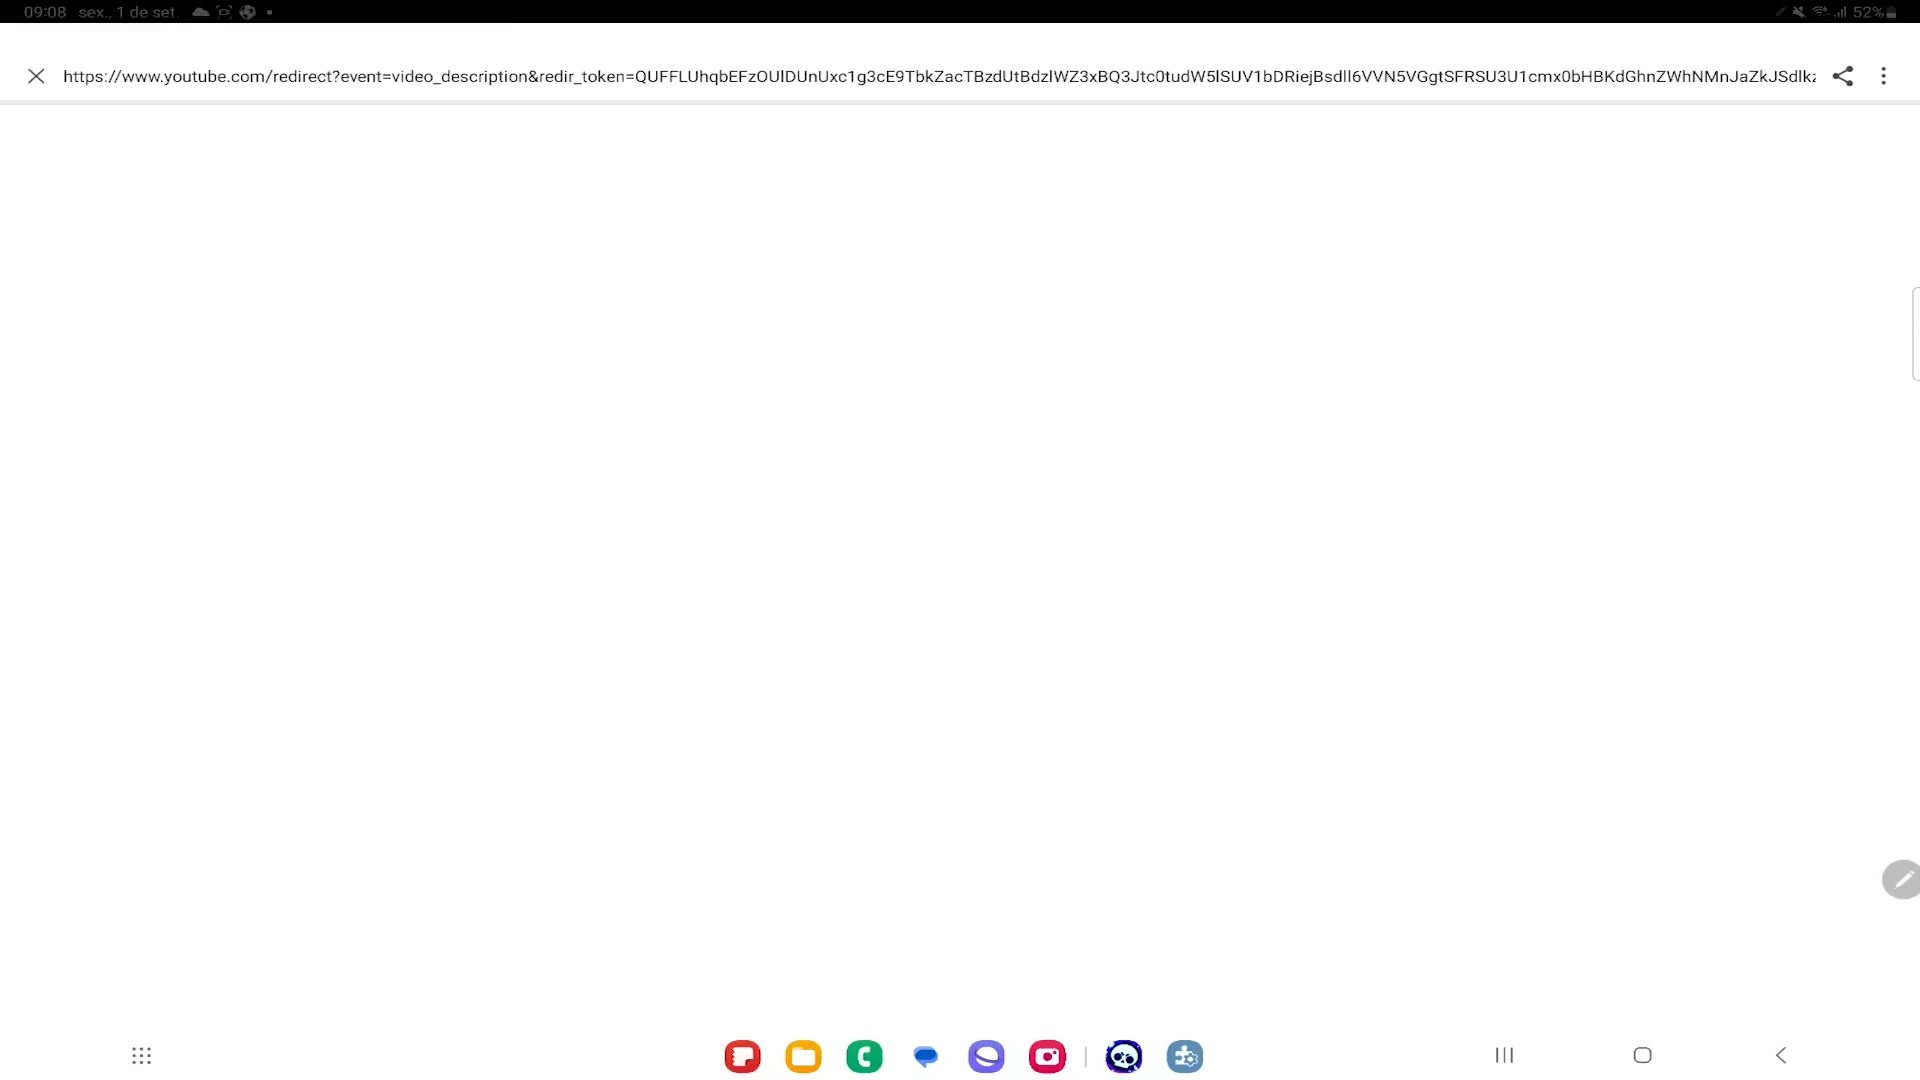 09:08 sex., 1 de set.
52%
https://www.youtube.com/redirect?event=video_description&redir_token=QUFFLUhqbEFzOUlDUnUxc1g3cE9TbkZacTBzdUtBdzlWZ3xBQ3Jtc0tudW5lSUV1bDRiejBsdll6VVN5VGgtSFRSU3U1cmx0bHBKdGhnZWhNMnJaZkJSdlk